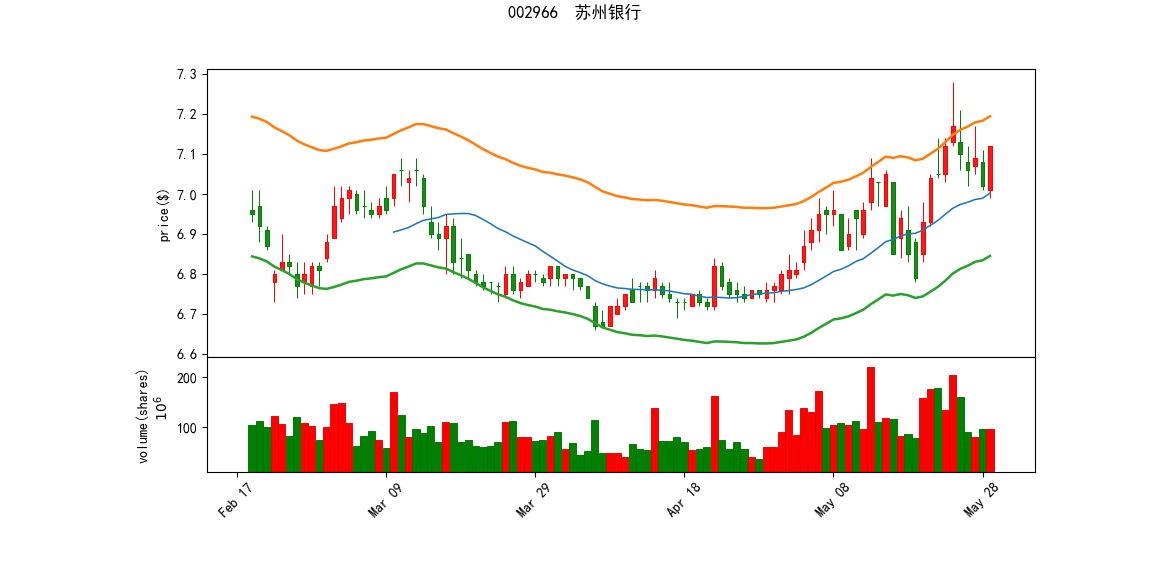 002966  苏州银行
7.3
7.2
7.1
7.0
6.9
6.8
6.7
6.6
price($)
200
100
volume(shares)
10^6
Feb 17
Mar 09
Mar 29
Apr 18
May 08
May 28